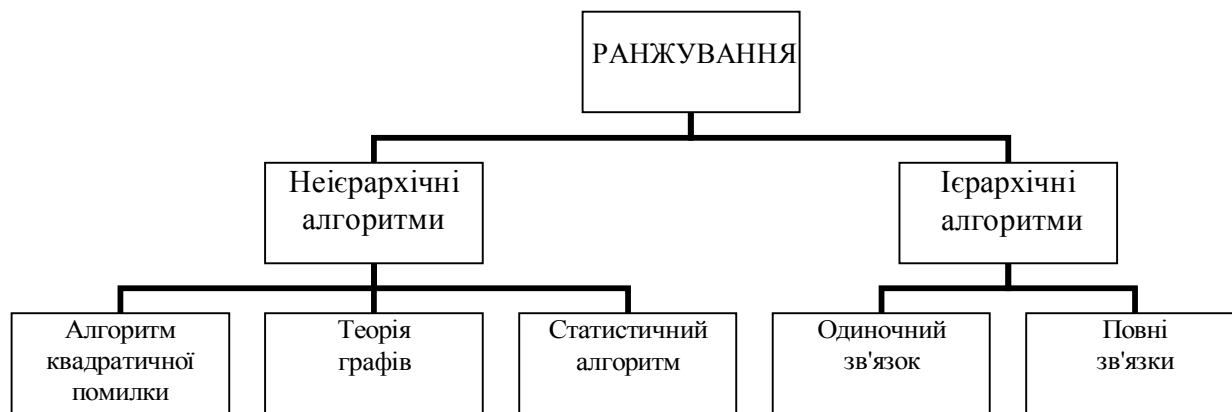 РАНЖУВАННЯ
Неієрархічні
алгоритми
Ієрархічні
алгоритми
Алгоритм
квадратичної
помилки
Теорія
графів
Статистичний
алгоритм
Одиночний
зв'язок
Повні
зв'язки